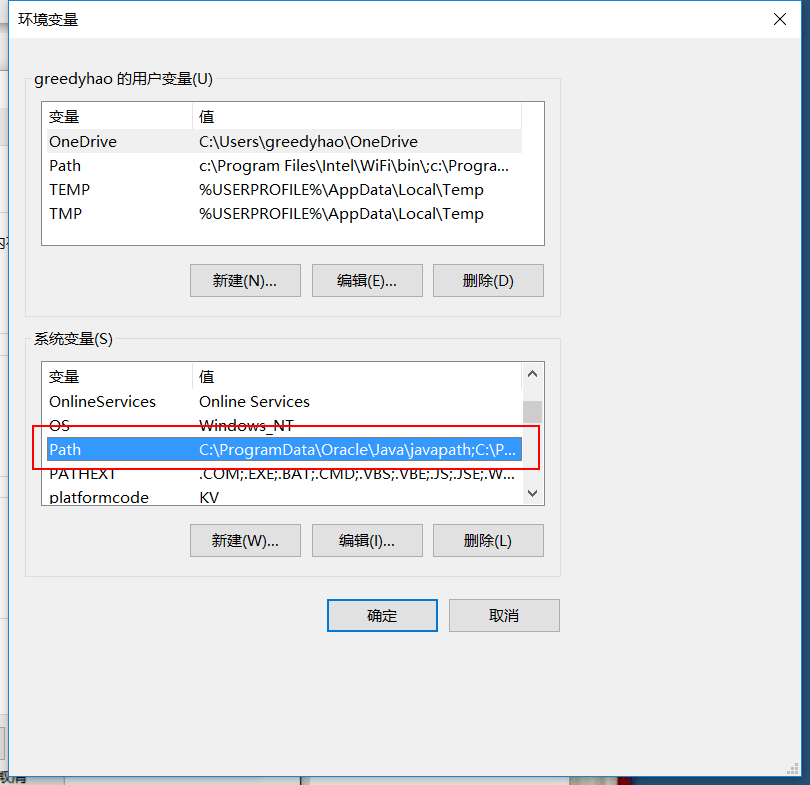 环境变量
greedyhao 的用户变量(U)
变量 值
OneDrive C:\Users\greedyhao\OneDrive
Path c:\Program Files\Intel\WiFi\bin\;c:\Progra...
TEMP %USERPROFILE%\AppData\Local\Temp
TMP %USERPROFILE%\AppData\Local\Temp
新建(N)... 编辑(E)... 删除(D)
系统变量(S)
变量 值
OnlineServices Online Services
OS Windows_NT
Path C:\ProgramData\Oracle\Java\javapath;C:\P...
PATHEXT .COM;.EXE;.BAT;.CMD;.VBS;.VBE;.JS;.JSE;.W...
platformcode KV
新建(W)... 编辑(I)... 删除(L)
确定 取消
取消